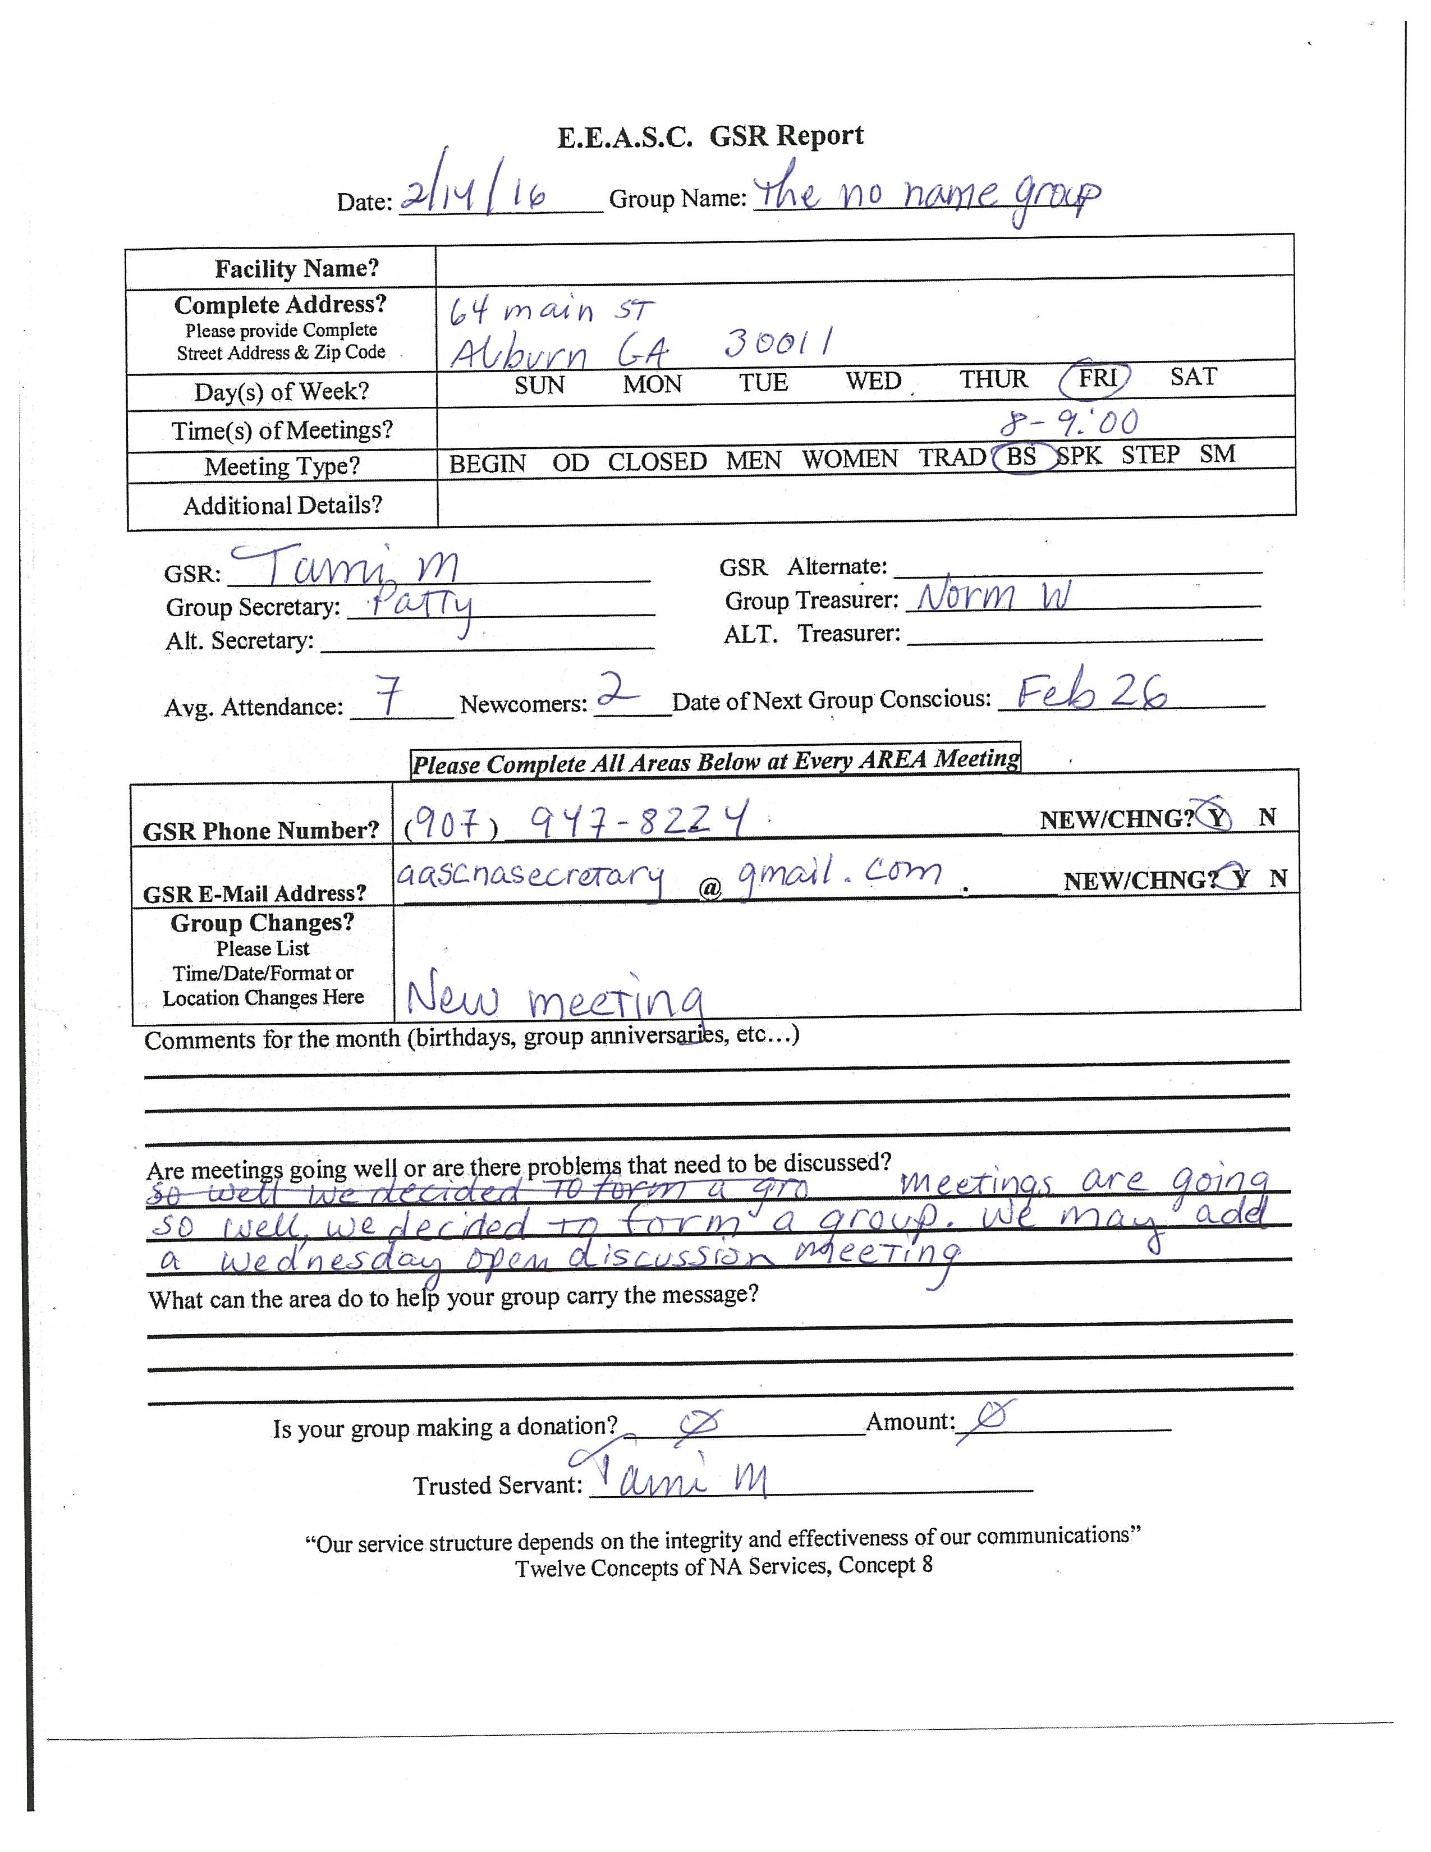 E.E.A.S.C. GSR Report
Date: 2/14/16 Group Name: The no name group
Facility Name?
Complete Address? 64 main ST
Please provide Complete
Street Address & Zip Code Auburn GA 30011
Day(s) of Week? SUN MON TUE WED THUR FRI SAT
Time(s) of Meetings? 8-9:00
Meeting Type? BEGIN OD CLOSED MEN WOMEN TRAD BS SPK STEP SM
Additional Details?
GSR: Tami M GSR Alternate:
Group Secretary: Patty Group Treasurer: Norm W
Alt. Secretary: ALT. Treasurer:
Avg. Attendance: 7 Newcomers: 2 Date of Next Group Conscious: Feb 26
Please Complete All Areas Below at Every AREA Meeting
GSR Phone Number? (907) 947-8224 NEW/CHNG? Y N
GSR E-Mail Address? aascnasecretary @ gmail.com . NEW/CHNG? Y N
Group Changes?
Please List
Time/Date/Format or
Location Changes Here New meeting
Comments for the month (birthdays, group anniversaries, etc…)
Are meetings going well or are there problems that need to be discussed?
so well we decided to form a gro meetings are going
so well, we decided to form a group. We may add
a wednesday open discussion meeting
What can the area do to help your group carry the message?
Is your group making a donation? Ø Amount: Ø
Trusted Servant: Tami M
“Our service structure depends on the integrity and effectiveness of our communications”
Twelve Concepts of NA Services, Concept 8